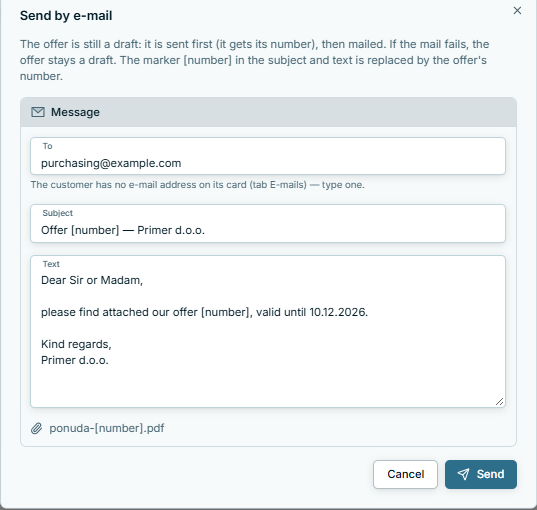 Send by e-mail
The offer is still a draft: it is sent first (it gets its number), then mailed. If the mail fails, the
offer stays a draft. The marker [number] in the subject and text is replaced by the offer's
number.
Message
To
purchasing@example.com
The customer has no e-mail address on its card (tab E-mails) — type one.
Subject
Offer [number] — Primer d.o.o.
Text
Dear Sir or Madam,
please find attached our offer [number], valid until 10.12.2026.
Kind regards,
Primer d.o.o.
ponuda-[number].pdf
Cancel
Send